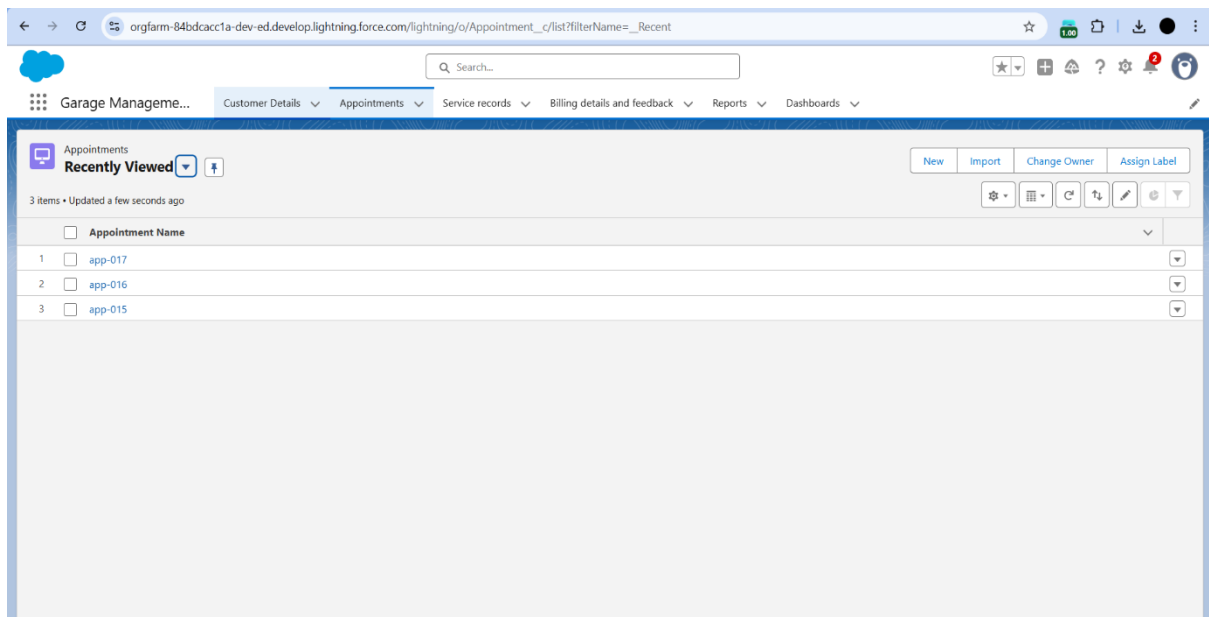 orgfarm-84bdcacc1a-dev-ed.develop.lightning.force.com/lightning/o/Appointment__c/list?filterName=__Recent
1.00
Search...
2
Garage Manageme...
Customer Details
Appointments
Service records
Billing details and feedback
Reports
Dashboards
Appointments
Recently Viewed
New
Import
Change Owner
Assign Label
3 items • Updated a few seconds ago
Appointment Name
1 app-017
2 app-016
3 app-015